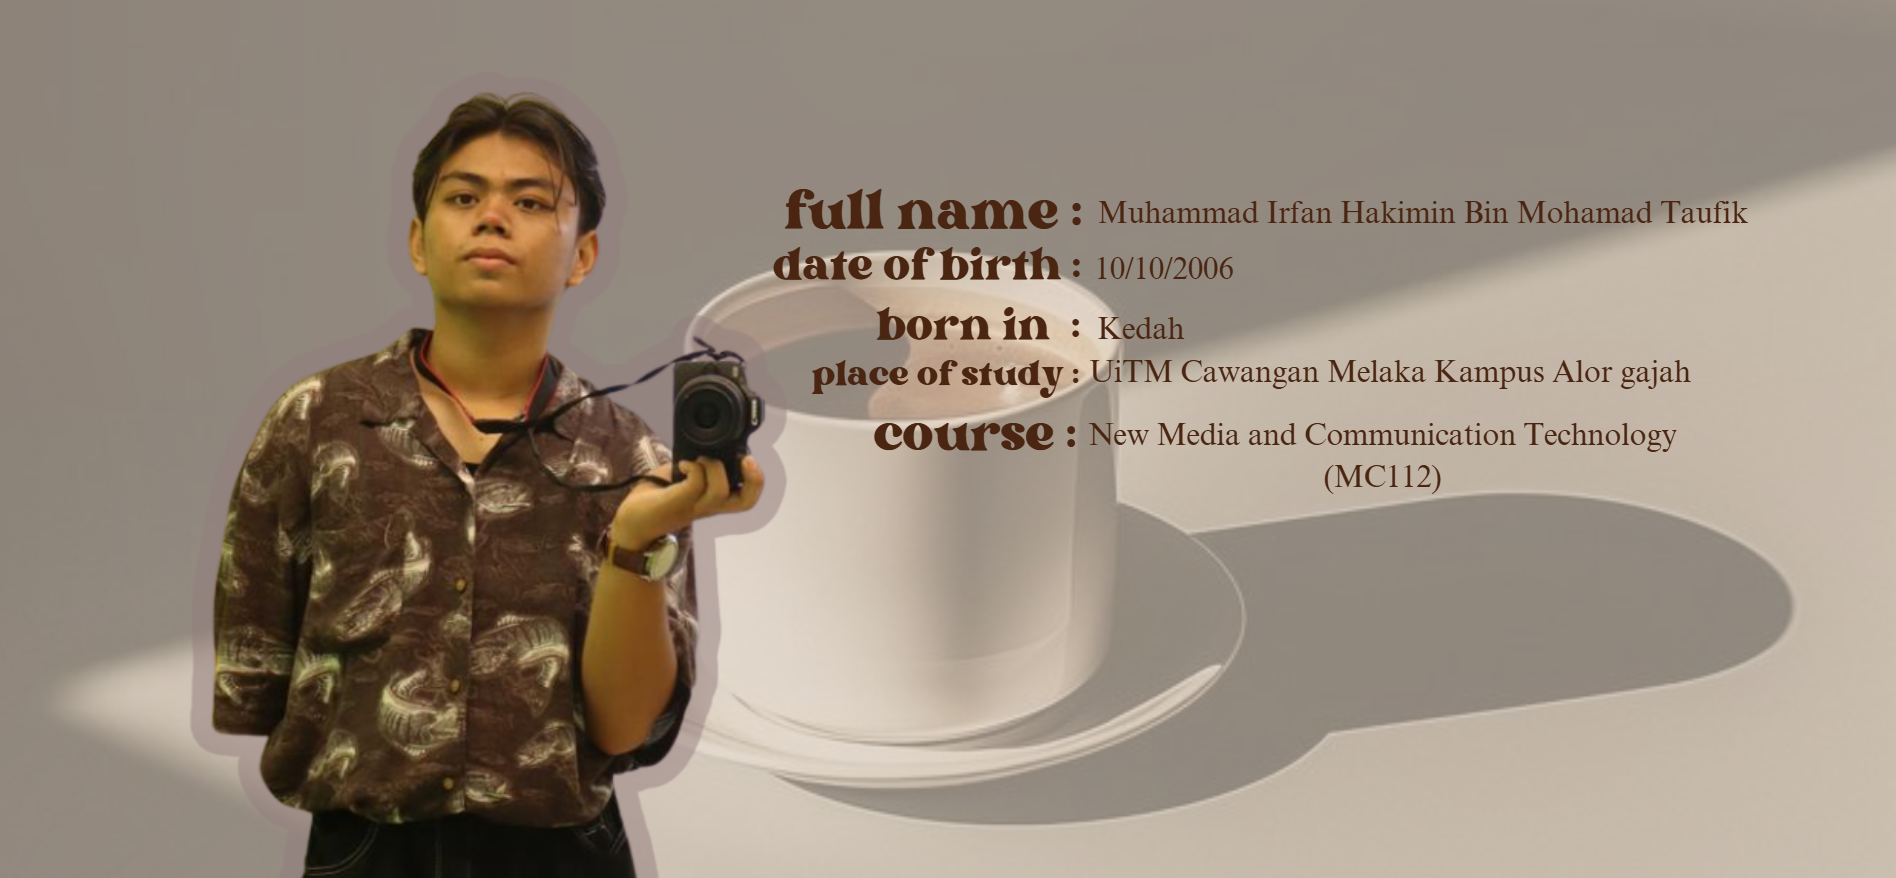 full name : Muhammad Irfan Hakimin Bin Mohamad Taufik
date of birth : 10/10/2006
born in : Kedah
place of study : UiTM Cawangan Melaka Kampus Alor gajah
course : New Media and Communication Technology
(MC112)